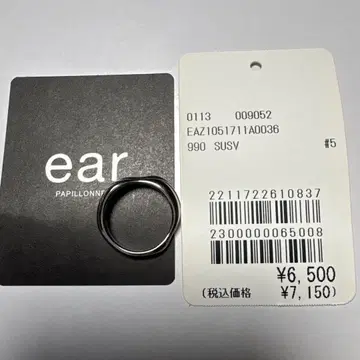 ear
PAPILLONNE
0113 009052
EAZ1051711A0036
990 SUSV #5
2211722610837
2300000065008
¥6,500
(税込価格 ¥7,150)